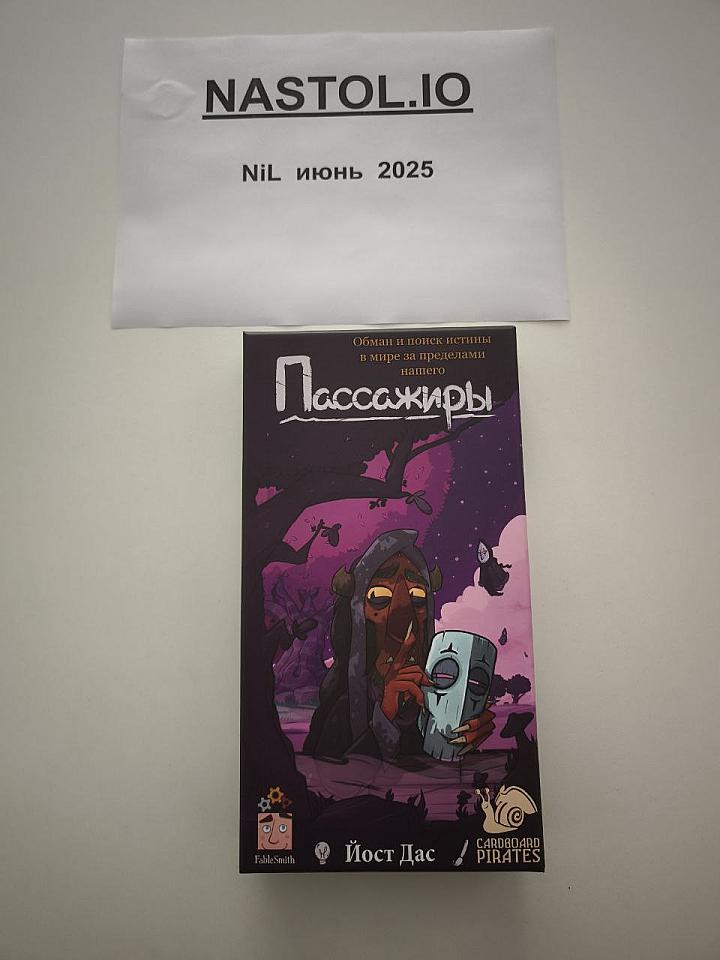 NASTOL.IO
NiL июнь 2025
Обман и поиск истины
в мире за пределами
нашего
Пассажиры
FableSmith
Йост Дас
CARDBOARD
PIRATES